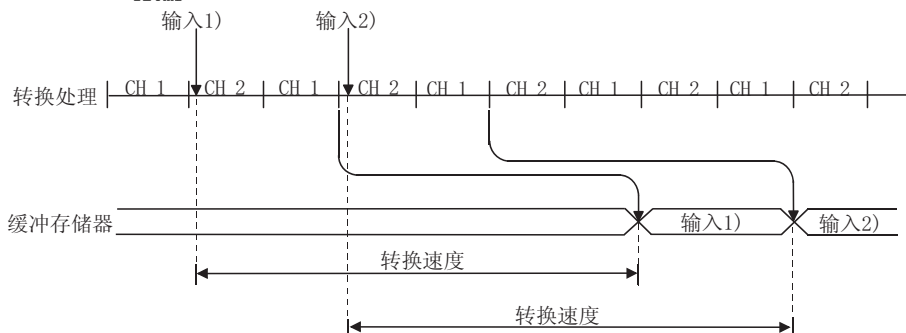 输入1) 输入2)
转换处理 CH 1 CH 2 CH 1 CH 2 CH 1 CH 2 CH 1 CH 2 CH 1 CH 2
缓冲存储器 输入1) 输入2)
转换速度
转换速度